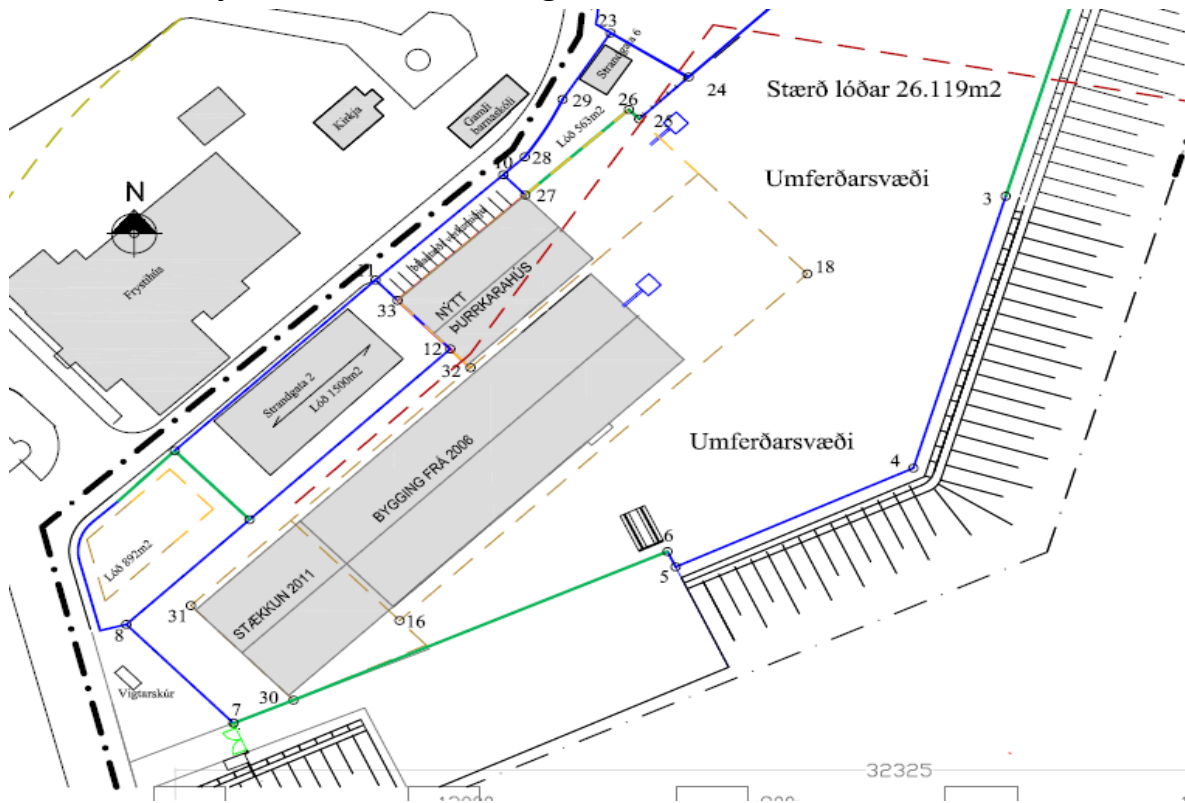 23
Strandgata 6
24
Stærð lóðar 26.119m2
29
26
25
Kirkja
Gamli
barnaskóli
Lóð 563m2
28
10
27
Umferðarsvæði
3
N
Frystihús
11
33
NÝTT
ÞURRKARAHÚS
18
12
32
Strandgata 2
Lóð 1500m2
BYGGING FRÁ 2006
Umferðarsvæði
4
6
5
Lóð 892m2
STÆKKUN 2011
31
16
8
Vigtarskúr
30
7
32325